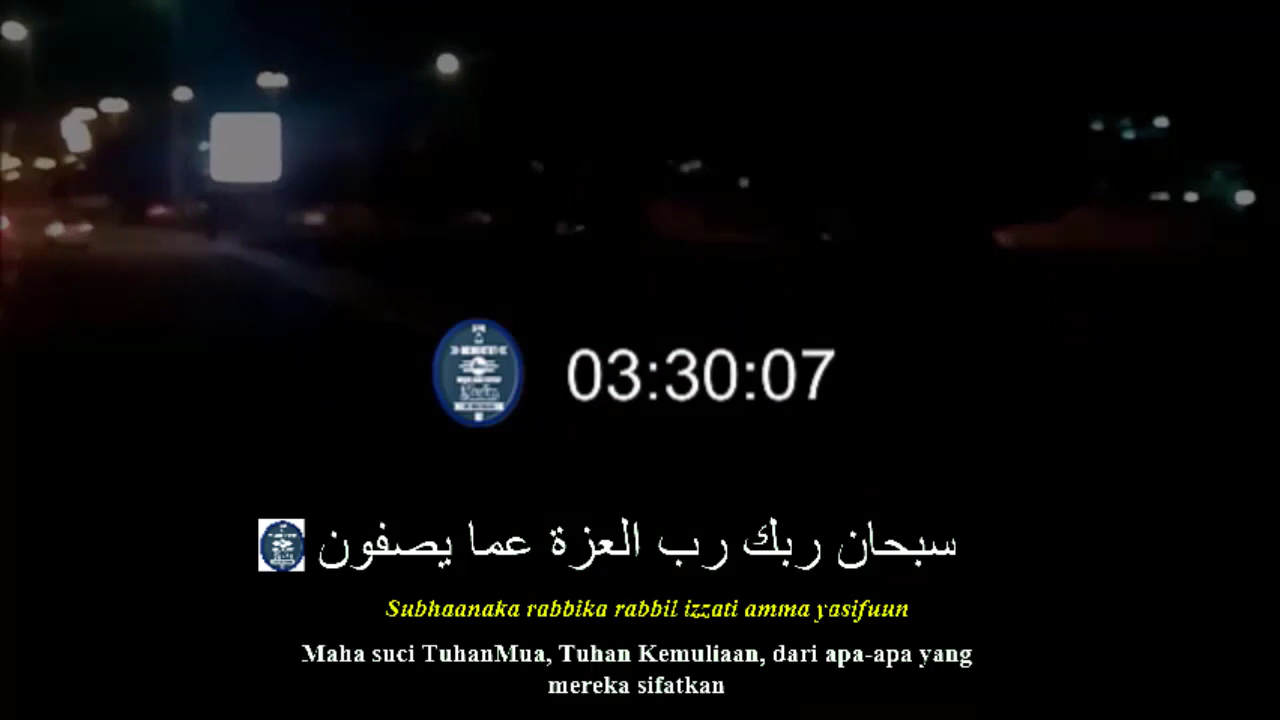 03:30:07
سبحان ربك رب العزة عما يصفون
Subhaanaka rabbika rabbil izzati amma yasifuun
Maha suci TuhanMua, Tuhan Kemuliaan, dari apa-apa yang
mereka sifatkan